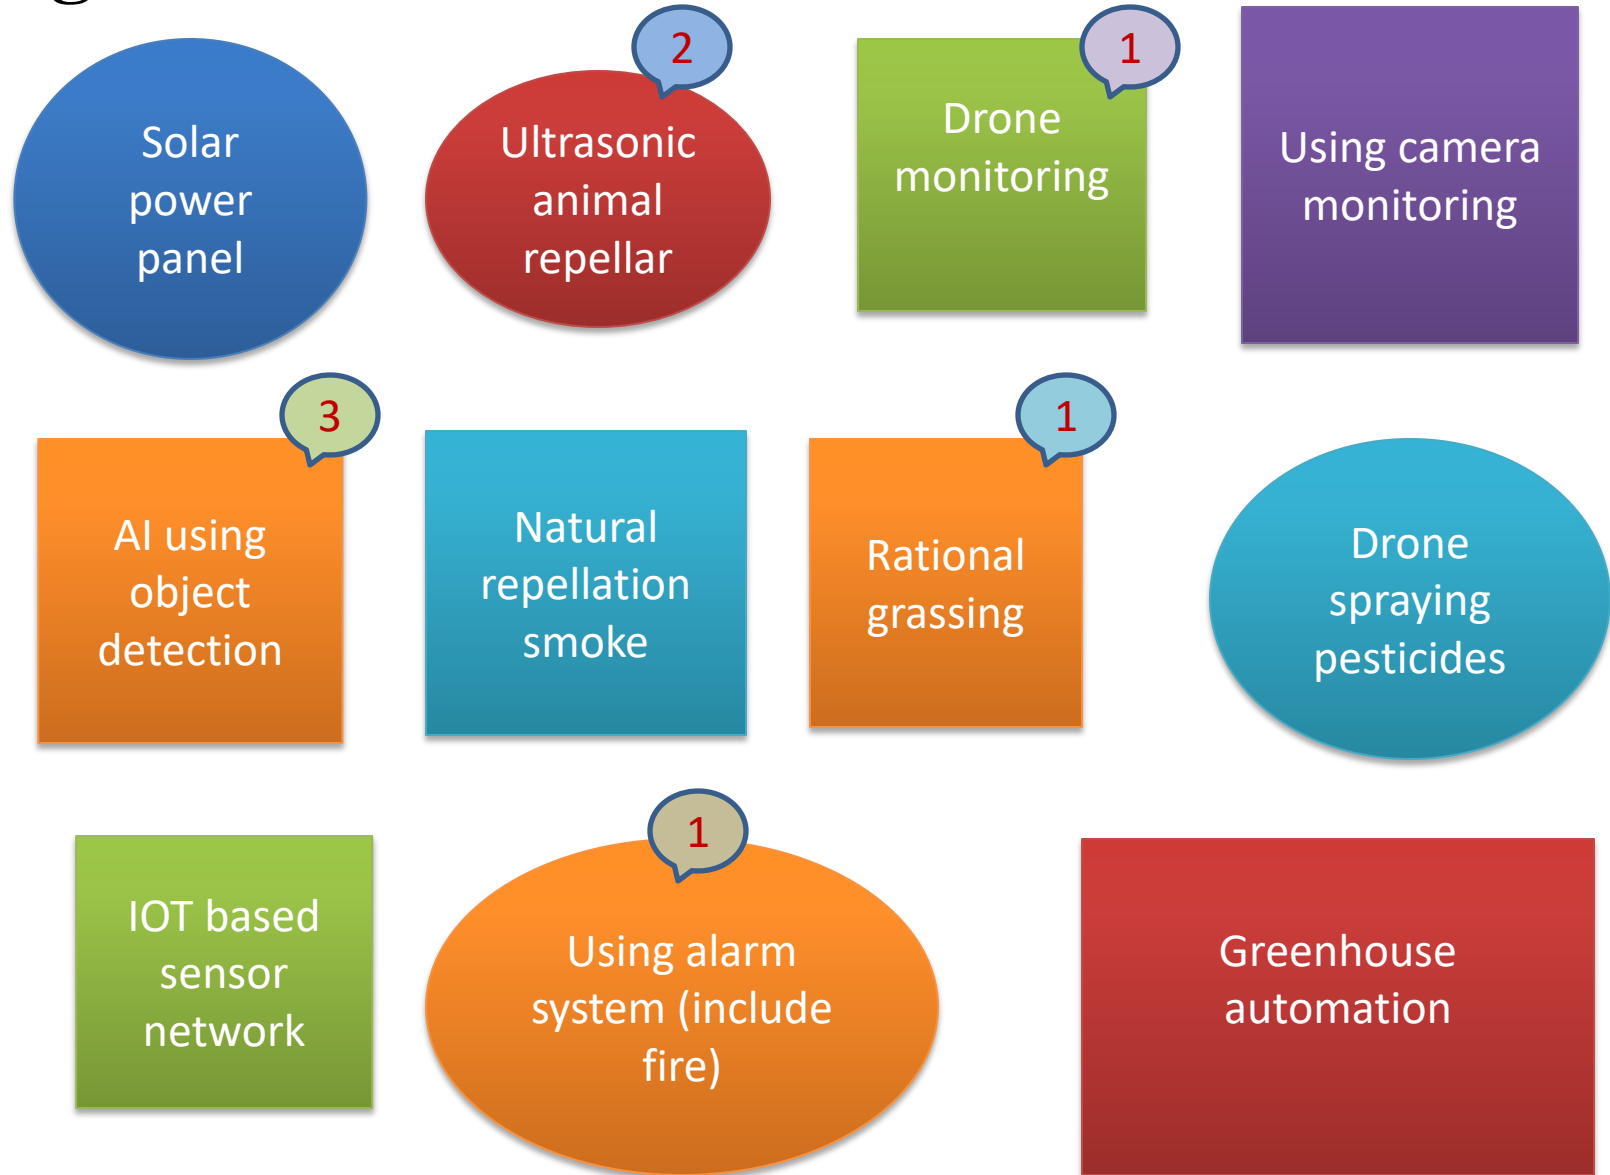 Solar
power
panel
2
Ultrasonic
animal
repellar
1
Drone
monitoring
Using camera
monitoring
3
AI using
object
detection
Natural
repellation
smoke
1
Rational
grassing
Drone
spraying
pesticides
IOT based
sensor
network
1
Using alarm
system (include
fire)
Greenhouse
automation